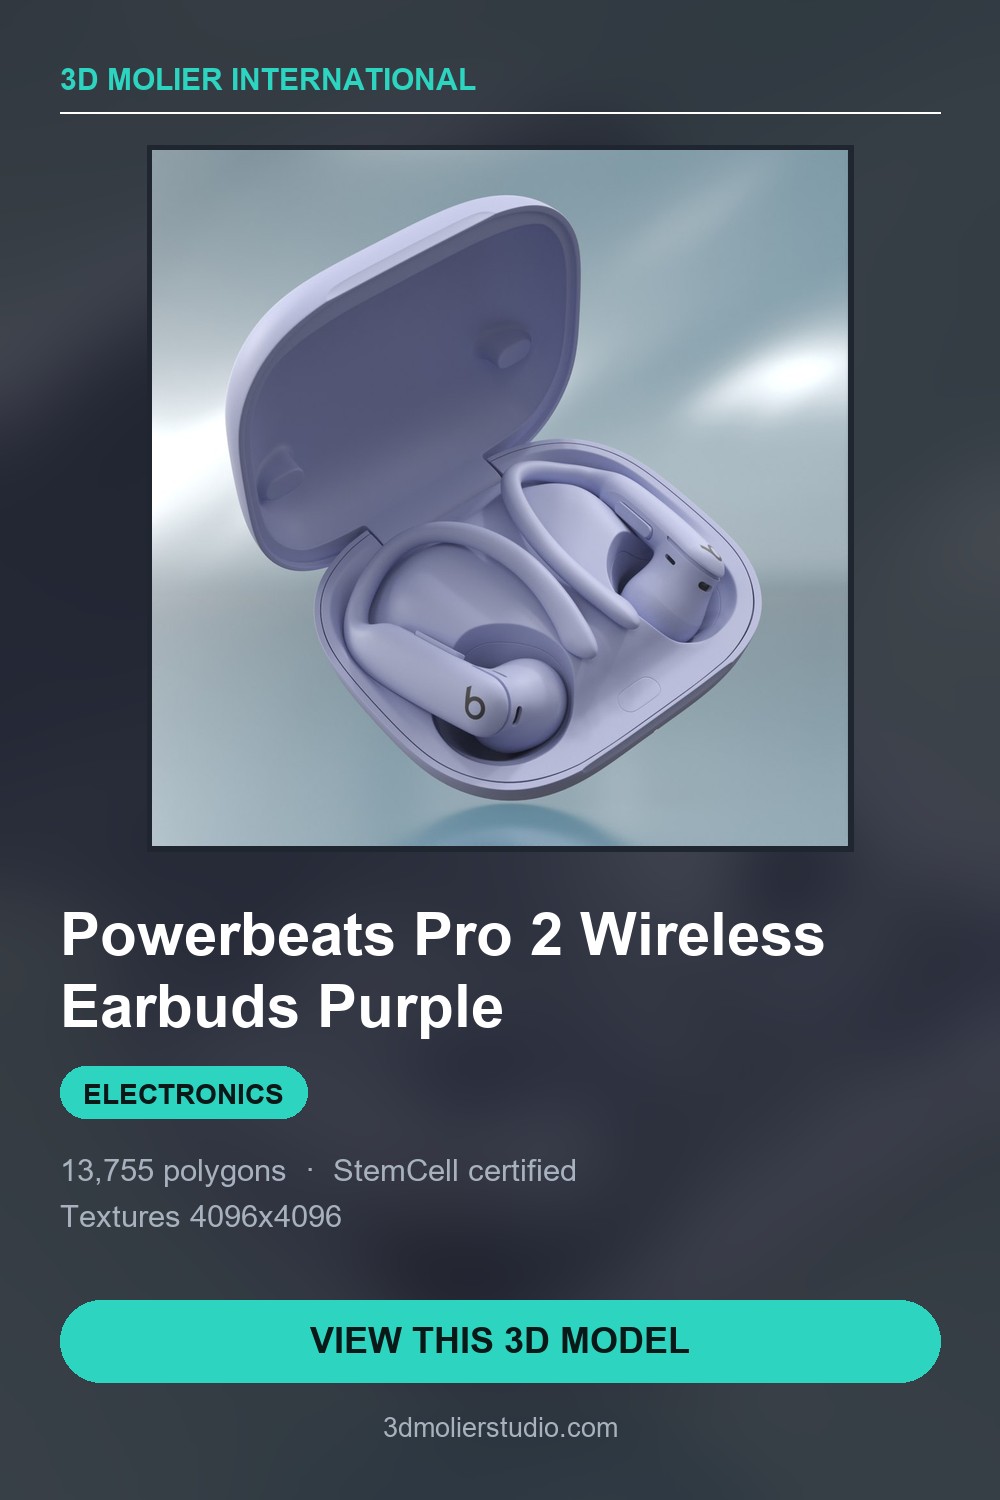 3D MOLIER INTERNATIONAL
b
b
Powerbeats Pro 2 Wireless
Earbuds Purple
ELECTRONICS
13,755 polygons · StemCell certified
Textures 4096x4096
VIEW THIS 3D MODEL
3dmolierstudio.com